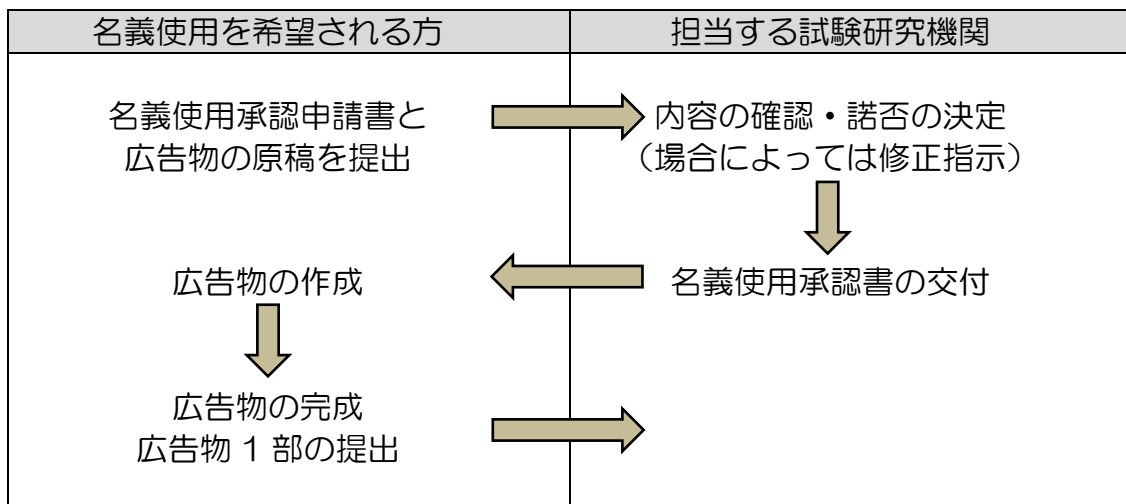 名義使用を希望される方
担当する試験研究機関
名義使用承認申請書と
広告物の原稿を提出
内容の確認・諾否の決定
（場合によっては修正指示）
名義使用承認書の交付
広告物の作成
広告物の完成
広告物 1 部の提出